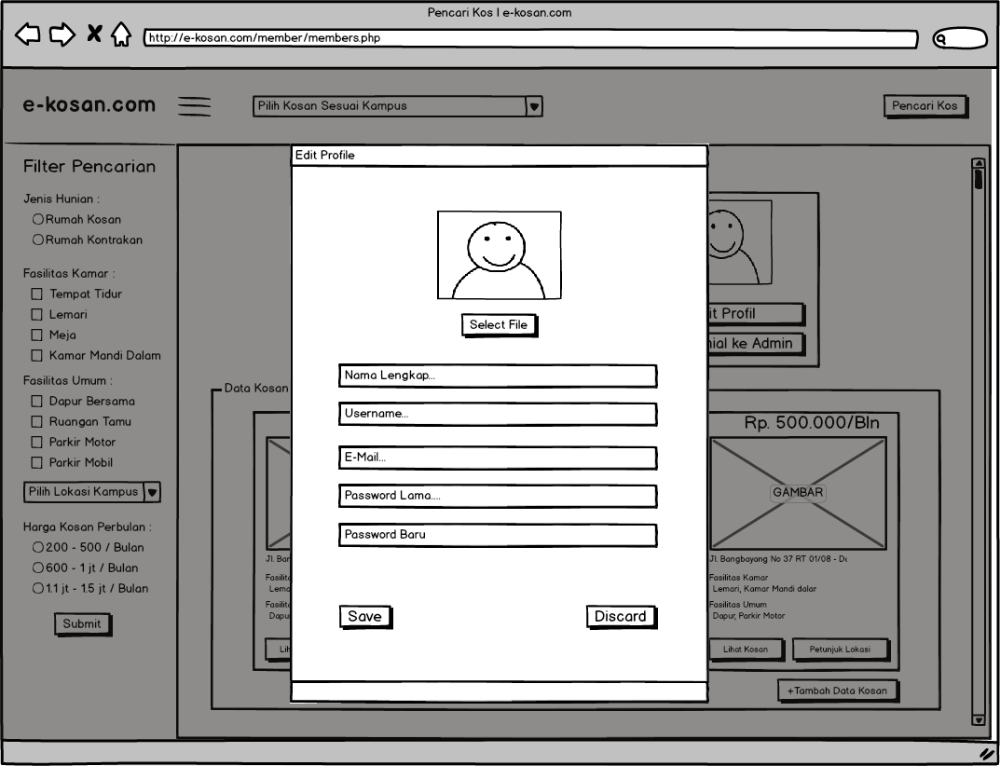 Pencari Kos | e-kosan.com
http://e-kosan.com/member/members.php
e-kosan.com
Pilih Kosan Sesuai Kampus
Pencari Kos
Filter Pencarian
Jenis Hunian :
Rumah Kosan
Rumah Kontrakan
Fasilitas Kamar :
Tempat Tidur
Lemari
Meja
Kamar Mandi Dalam
Fasilitas Umum :
Dapur Bersama
Ruangan Tamu
Parkir Motor
Parkir Mobil
Pilih Lokasi Kampus
Harga Kosan Perbulan :
200 - 500 / Bulan
600 - 1 jt / Bulan
1.1 jt - 1.5 jt / Bulan
Submit
Edit Profile
Select File
Nama Lengkap...
Username...
E-Mail...
Password Lama....
Password Baru
Save
Discard
it Profil
nial ke Admin
Data Kosan
Jl. Ban
Fasilita
Lema
Fasilita
Dapu
Lih
Rp. 500.000/Bln
GAMBAR
Jl. Bangbayang No 37 RT 01/08 - Da
Fasilitas Kamar
Lemari, Kamar Mandi dalar
Fasilitas Umum
Dapur, Parkir Motor
Lihat Kosan
Petunjuk Lokasi
+Tambah Data Kosan